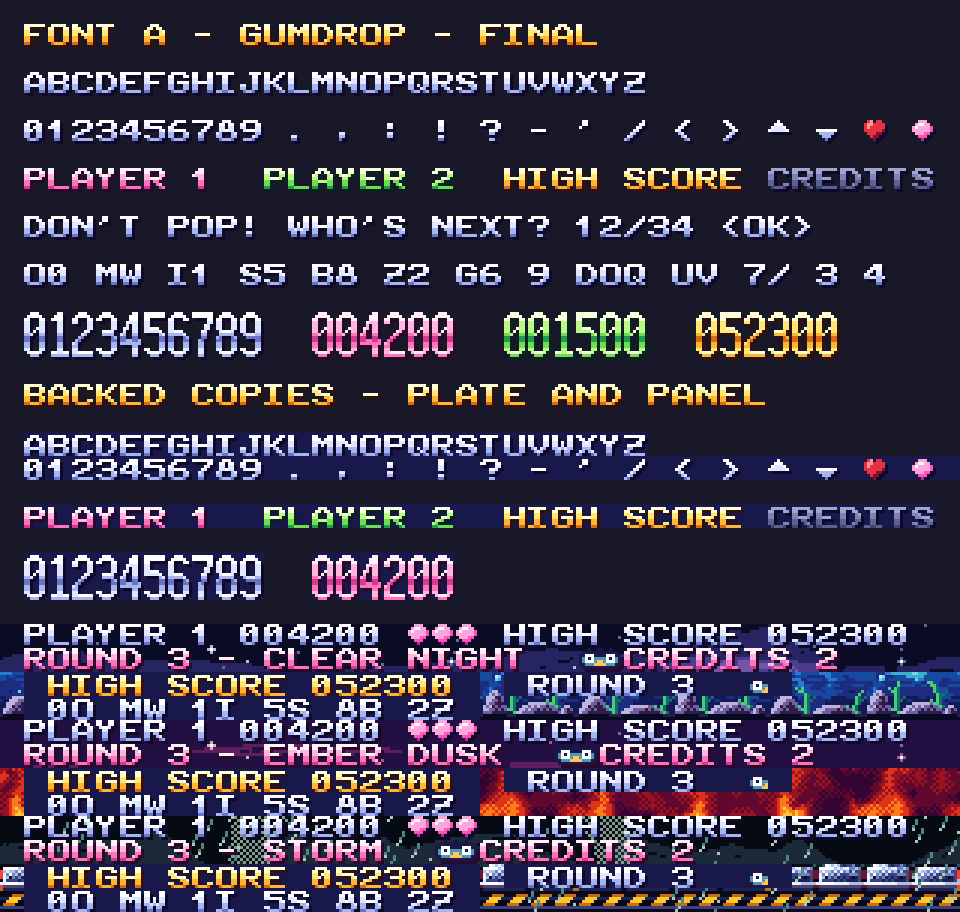 FONT A - GUMDROP - FINAL
ABCDEFGHIJKLMNOPQRSTUVWXYZ
0123456789 . , : ! ? - ' / < >
PLAYER 1 PLAYER 2 HIGH SCORE CREDITS
DON'T POP! WHO'S NEXT? 12/34 <OK>
O0 MW I1 S5 B8 Z2 G6 9 DOQ UV 7/ 3 4
0123456789 004200 001500 052300
BACKED COPIES - PLATE AND PANEL
ABCDEFGHIJKLMNOPQRSTUVWXYZ
0123456789 . , : ! ? - ' / < >
PLAYER 1 PLAYER 2 HIGH SCORE CREDITS
0123456789 004200
PLAYER 1 004200 HIGH SCORE 052300
ROUND 3 - CLEAR NIGHT CREDITS 2
HIGH SCORE 052300 ROUND 3
0O MW 1I 5S 8B 2Z
PLAYER 1 004200 HIGH SCORE 052300
ROUND 3 - EMBER DUSK CREDITS 2
HIGH SCORE 052300 ROUND 3
0O MW 1I 5S 8B 2Z
PLAYER 1 004200 HIGH SCORE 052300
ROUND 3 - STORM CREDITS 2
HIGH SCORE 052300 ROUND 3
0O MW 1I 5S 8B 2Z